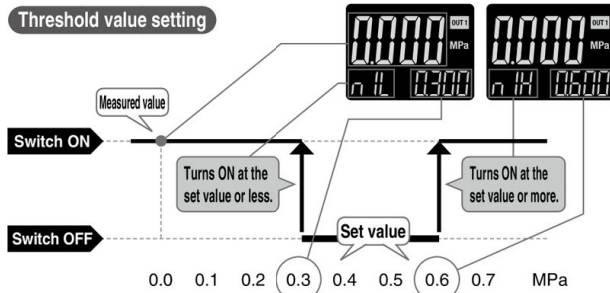 Threshold value setting
0.000
OUT1
MPa
n1L
0.300
0.000
OUT1
MPa
n1H
0.600
Measured value
Switch ON
Turns ON at the
set value or less.
Turns ON at the
set value or more.
Switch OFF
Set value
0.0 0.1 0.2 0.3 0.4 0.5 0.6 0.7 MPa